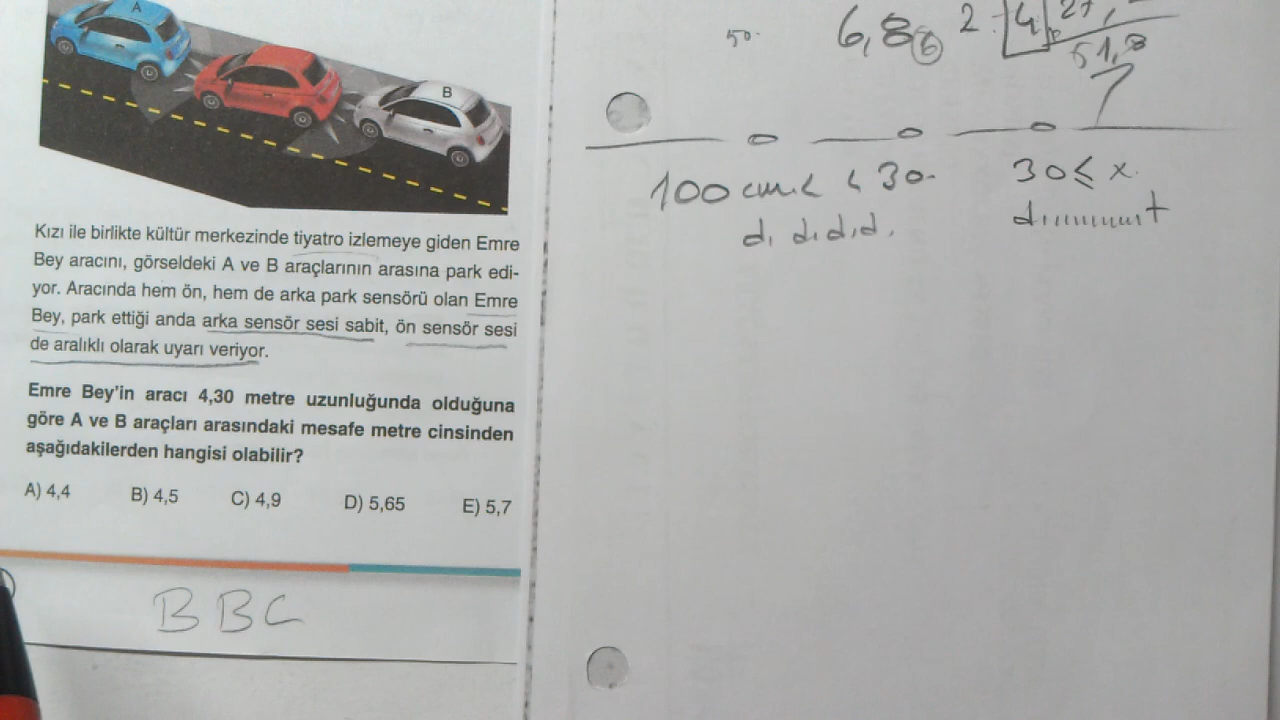 A
B
Kızı ile birlikte kültür merkezinde tiyatro izlemeye giden Emre
Bey aracını, görseldeki A ve B araçlarının arasına park edi-
yor. Aracında hem ön, hem de arka park sensörü olan Emre
Bey, park ettiği anda arka sensör sesi sabit, ön sensör sesi
de aralıklı olarak uyarı veriyor.
Emre Bey'in aracı 4,30 metre uzunluğunda olduğuna
göre A ve B araçları arasındaki mesafe metre cinsinden
aşağıdakilerden hangisi olabilir?
A) 4,4 B) 4,5 C) 4,9 D) 5,65 E) 5,7
BBC
50.
6,86 2 4 27,
51,8
100 cm < < 30. 30 ≤ x.
dı dıdıd.